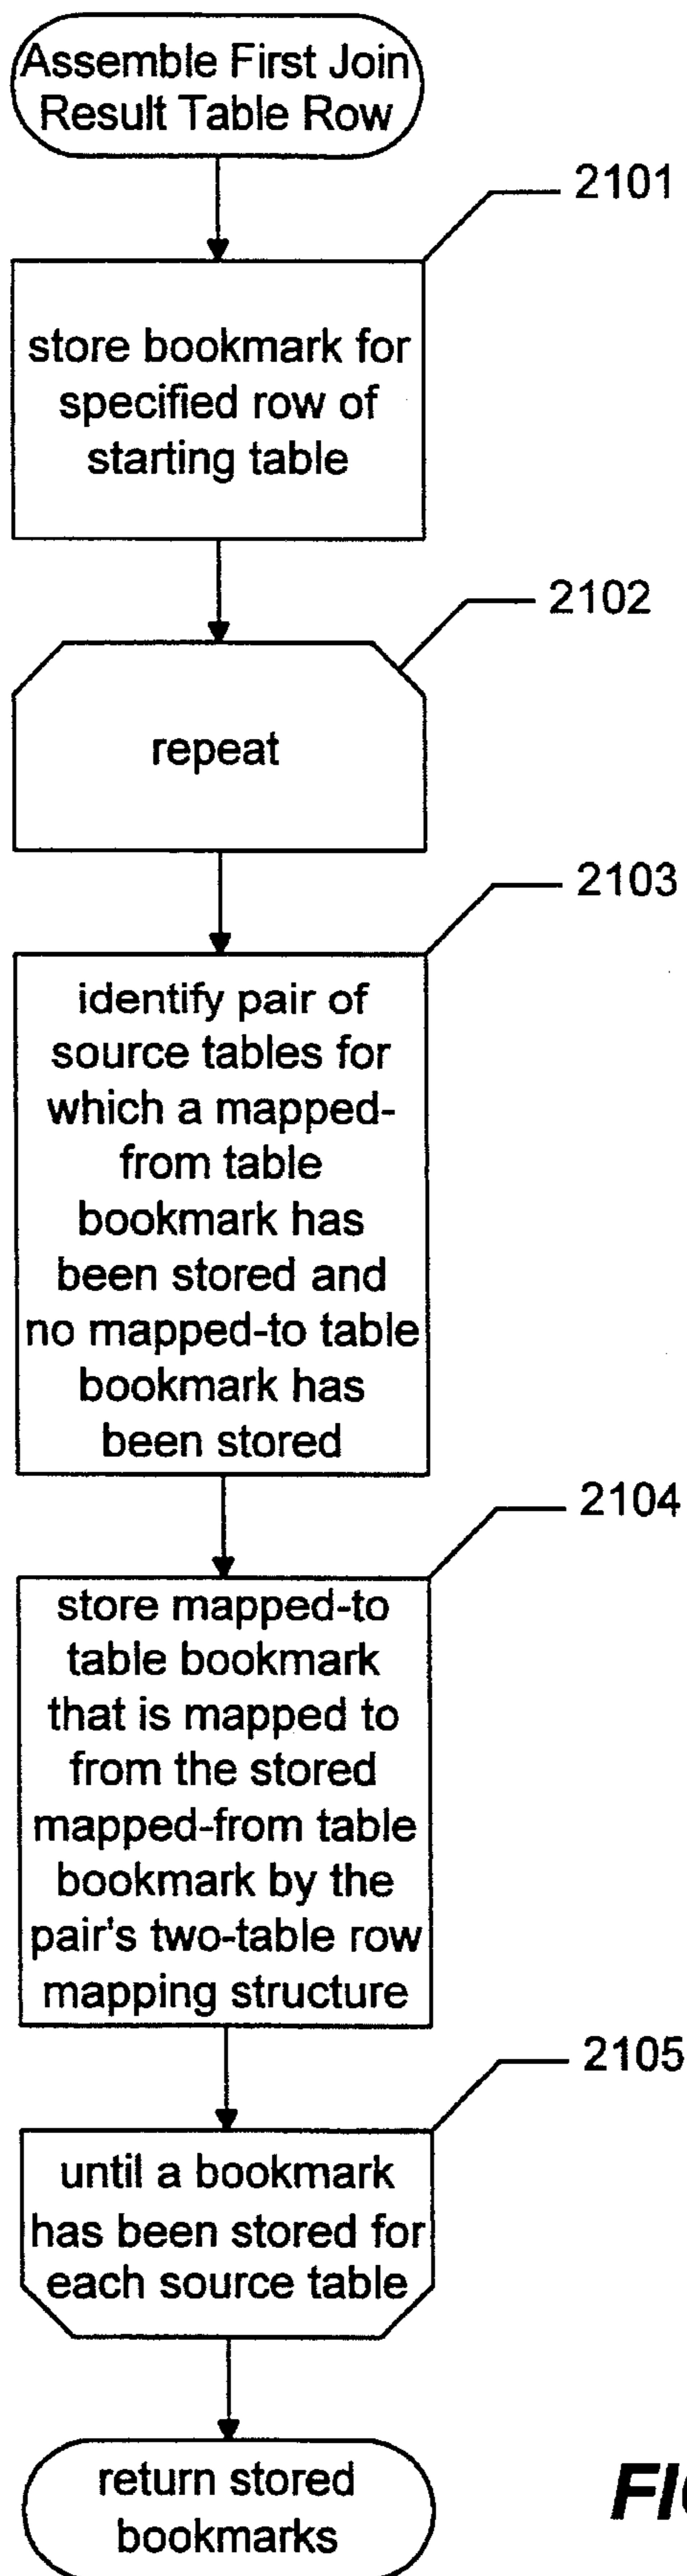 Assemble First Join
Result Table Row
2101
store bookmark for
specified row of
starting table
2102
repeat
2103
identify pair of
source tables for
which a mapped-
from table
bookmark has
been stored and
no mapped-to table
bookmark has
been stored
2104
store mapped-to
table bookmark
that is mapped to
from the stored
mapped-from table
bookmark by the
pair's two-table row
mapping structure
2105
until a bookmark
has been stored for
each source table
return stored
bookmarks